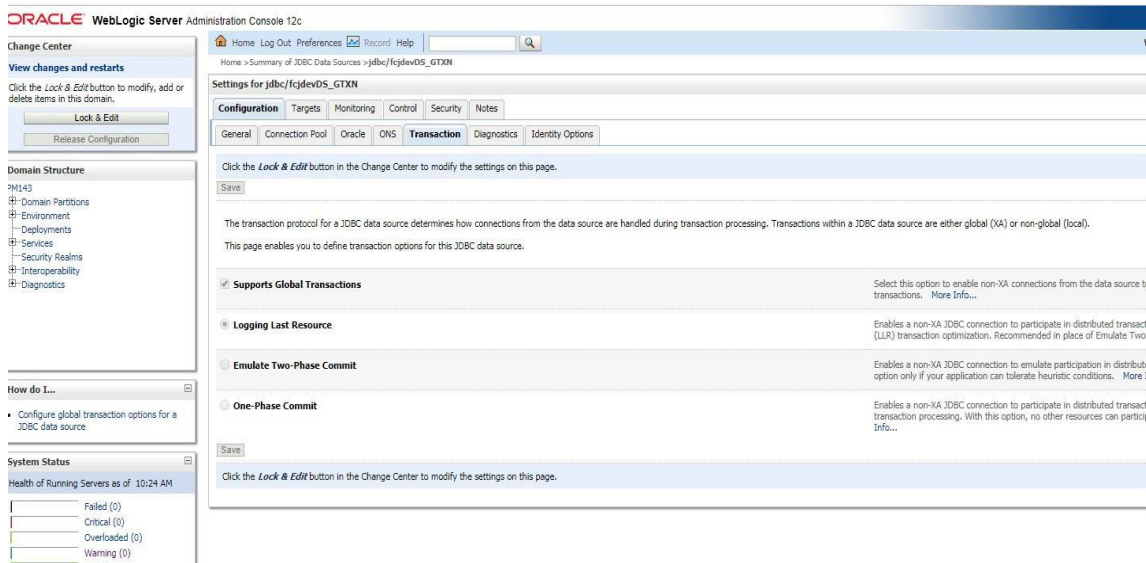 ORACLE WebLogic Server Administration Console 12c
Change Center
View changes and restarts
Click the Lock & Edit button to modify, add or
delete items in this domain.
Lock & Edit
Release Configuration
Domain Structure
PM143
Domain Partitions
Environment
Deployments
Services
Security Realms
Interoperability
Diagnostics
How do I...
Configure global transaction options for a
JDBC data source
System Status
Health of Running Servers as of 10:24 AM
Failed (0)
Critical (0)
Overloaded (0)
Warning (0)
Home Log Out Preferences Record Help
Home >Summary of JDBC Data Sources >jdbc/fcjdevDS_GTXN
Settings for jdbc/fcjdevDS_GTXN
Configuration Targets Monitoring Control Security Notes
General Connection Pool Oracle ONS Transaction Diagnostics Identity Options
Click the Lock & Edit button in the Change Center to modify the settings on this page.
Save
The transaction protocol for a JDBC data source determines how connections from the data source are handled during transaction processing. Transactions within a JDBC data source are either global (XA) or non-global (local).
This page enables you to define transaction options for this JDBC data source.
Supports Global Transactions
Select this option to enable non-XA connections from the data source
transactions. More Info...
Logging Last Resource
Enables a non-XA JDBC connection to participate in distributed
(LLR) transaction optimization. Recommended in place of Emulate Two
Emulate Two-Phase Commit
Enables a non-XA JDBC connection to emulate participation in
option only if your application can tolerate heuristic conditions. More
One-Phase Commit
Enables a non-XA JDBC connection to participate in distributed
transaction processing. With this option, no other resources can
Info...
Save
Click the Lock & Edit button in the Change Center to modify the settings on this page.